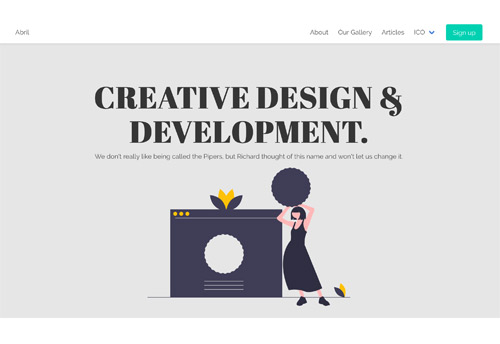 Abril
About
Our Gallery
Articles
ICO
Sign up
CREATIVE DESIGN &
DEVELOPMENT.
We don't really like being called the Pipers, but Richard thought of this name and won't let us change it.